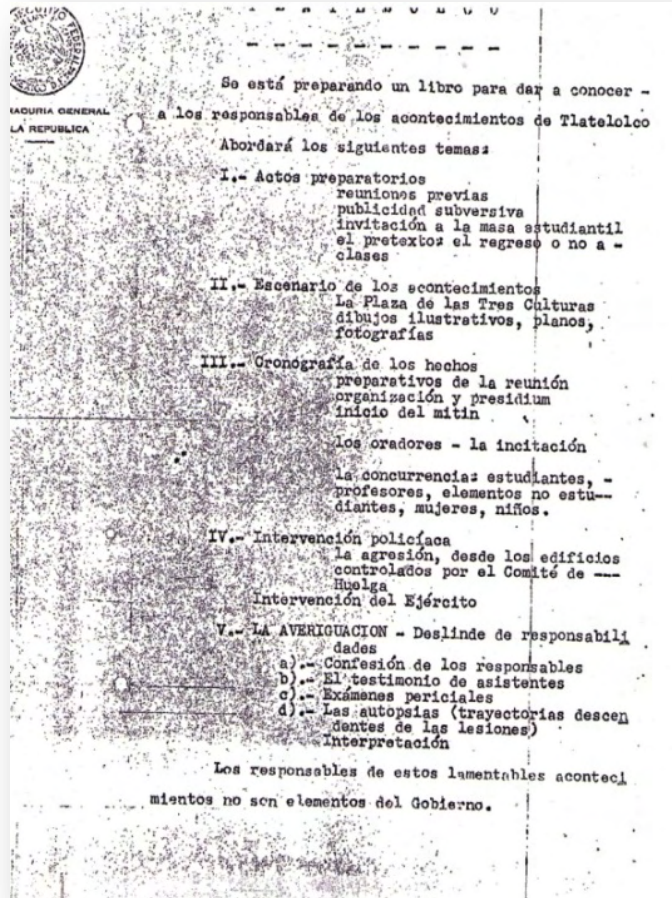 EJECUTIVO FEDERAL
T L A T E L O L C O
- - - - - - - - - -
Se está preparando un libro para dar a conocer -
RADURIA GENERAL
a los responsables de los acontecimientos de Tlatelolco
LA REPUBLICA
Abordará los siguientes temas:
I.- Actos preparatorios
reuniones previas
publicidad subversiva
invitación a la masa estudiantil
el pretexto: el regreso o no a -
clases
II.- Escenario de los acontecimientos
La Plaza de las Tres Culturas
dibujos ilustrativos, planos,
fotografías
III.- Cronografía de los hechos
preparativos de la reunión
organización y presidium
inicio del mitin
los oradores - la incitación
la concurrencia: estudiantes, -
profesores, elementos no estu--
diantes, mujeres, niños.
IV.- Intervención policíaca
la agresión, desde los edificios
controlados por el Comité de ---
Huelga
Intervención del Ejército
V.- LA AVERIGUACION - Deslinde de responsabili
dades
a).- Confesión de los responsables
b).- El testimonio de asistentes
c).- Exámenes periciales
d).- Las autopsias (trayectorias descen
dentes de las lesiones)
Interpretación
Los responsables de estos lamentables aconteci
mientos no son elementos del Gobierno.